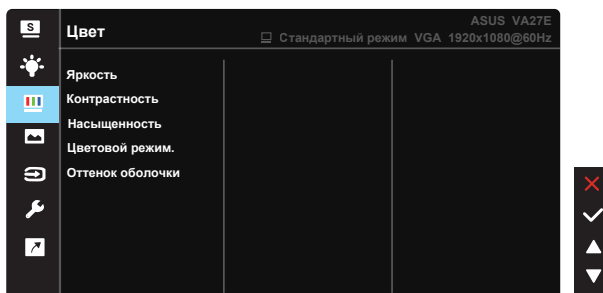 S
Цвет
ASUS VA27E
Стандартный режим VGA 1920x1080@60Hz
Яркость
Контрастность
Насыщенность
Цветовой режим.
Оттенок оболочки